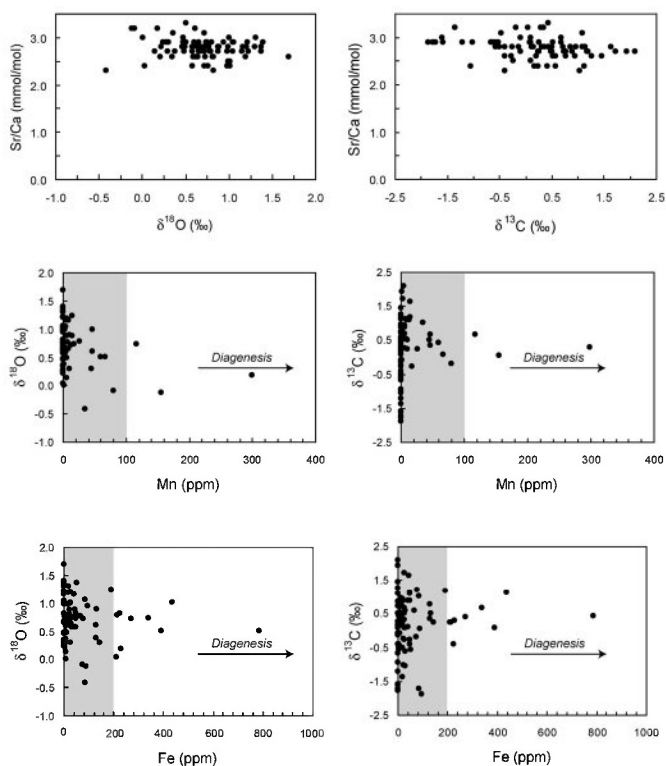 Sr/Ca (mmol/mol)
3.0
2.0
1.0
0.0
-1.0 -0.5 0.0 0.5 1.0 1.5 2.0
δ¹⁸O (‰)
Sr/Ca (mmol/mol)
3.0
2.0
1.0
0.0
-2.5 -1.5 -0.5 0.5 1.5 2.5
δ¹³C (‰)
δ¹⁸O (‰)
2.0
1.5
1.0
0.5
0.0
-0.5
-1.0
Diagenesis
0 100 200 300 400
Mn (ppm)
δ¹³C (‰)
2.5
1.5
0.5
0.5
-1.5
-2.5
Diagenesis
0 100 200 300 400
Mn (ppm)
δ¹⁸O (‰)
2.0
1.5
1.0
0.5
0.0
-0.5
-1.0
Diagenesis
0 200 400 600 800 1000
Fe (ppm)
δ¹³C (‰)
2.5
1.5
0.5
-0.5
-1.5
-2.5
Diagenesis
0 200 400 600 800 1000
Fe (ppm)